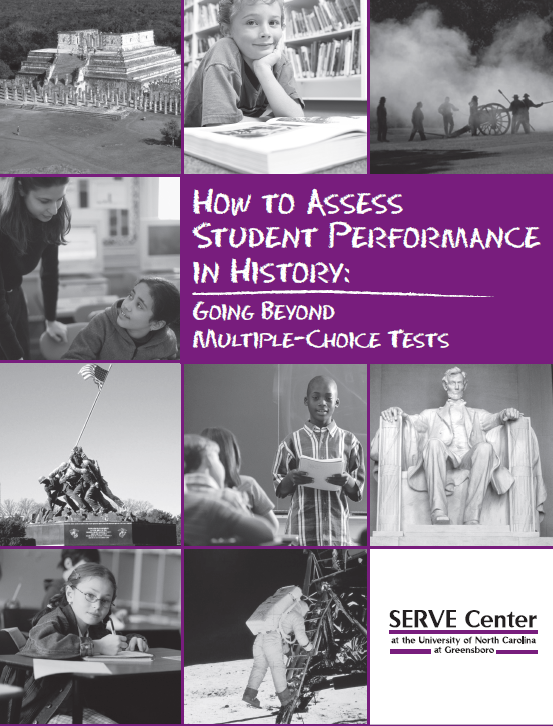 How to Assess
Student Performance
in History:
Going Beyond
Multiple-Choice Tests
SERVE Center
at the University of North Carolina
at Greensboro